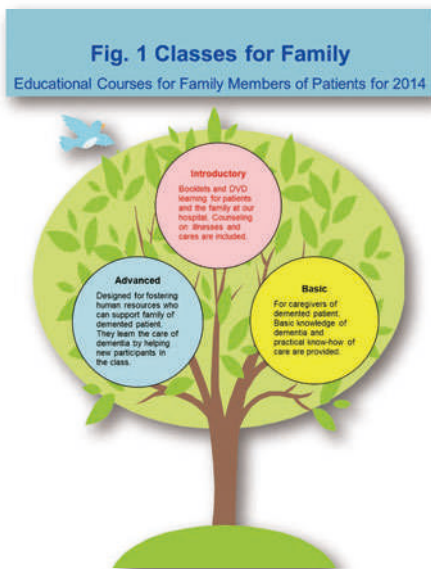 Fig. 1 Classes for Family
Educational Courses for Family Members of Patients for 2014
Introductory
Booklets and DVD
learning for patients
and the family at our
hospital. Counseling
on illnesses and
cares are included.
Advanced
Designed for fostering
human resources who
can support family of
demented patient.
They learn the care of
dementia by helping
new participants in
the class.
Basic
For caregivers of
demented patient.
Basic knowledge of
dementia and
practical know-how of
care are provided.